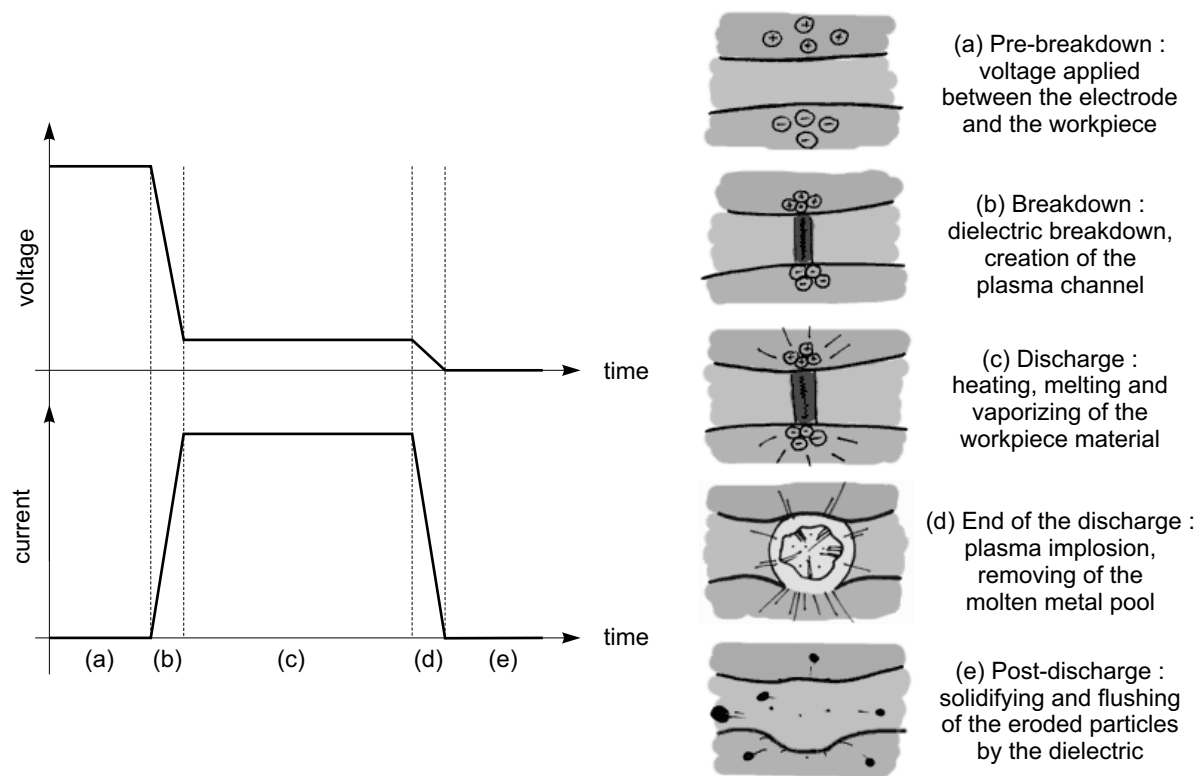 voltage
time
current
time
(a)
(b)
(c)
(d)
(e)
(a) Pre-breakdown :
voltage applied
between the electrode
and the workpiece
(b) Breakdown :
dielectric breakdown,
creation of the
plasma channel
(c) Discharge :
heating, melting and
vaporizing of the
workpiece material
(d) End of the discharge :
plasma implosion,
removing of the
molten metal pool
(e) Post-discharge :
solidifying and flushing
of the eroded particles
by the dielectric